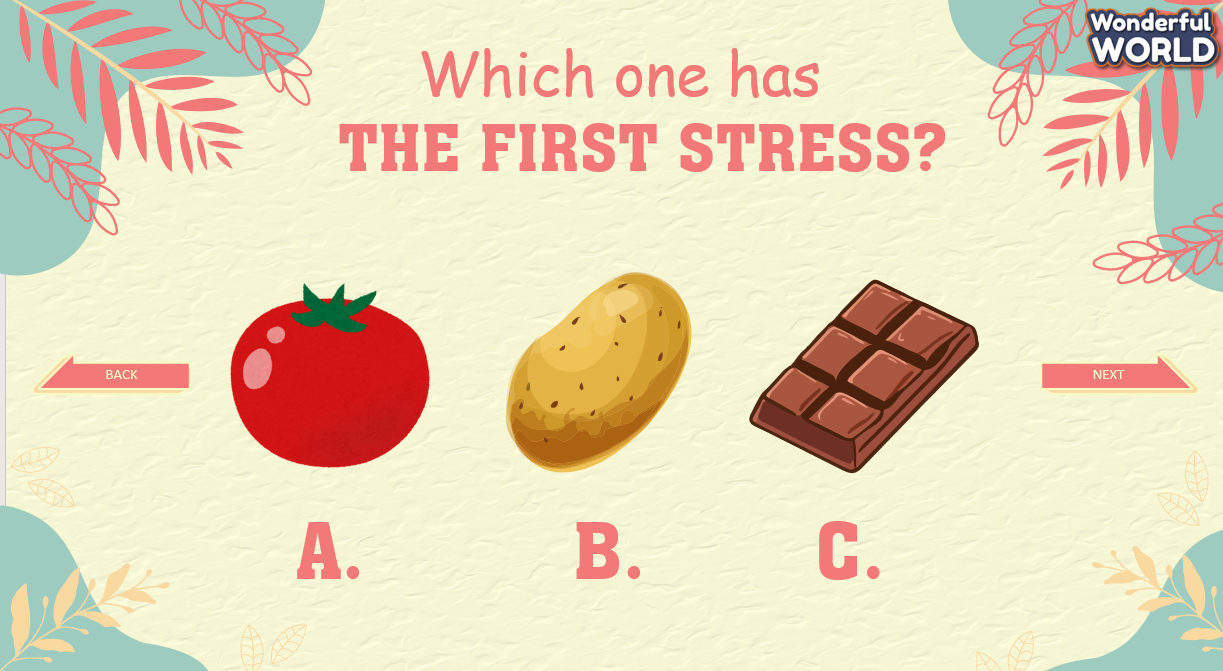 Wonderful
WORLD
Which one has
THE FIRST STRESS?
BACK
NEXT
A.
B.
C.